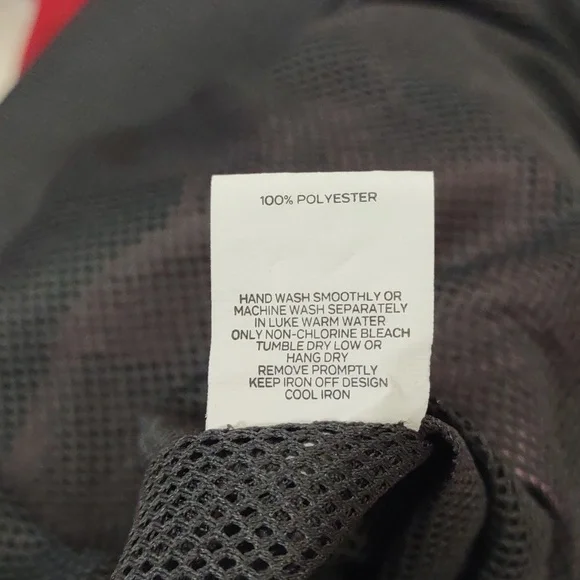 100% POLYESTER
HAND WASH SMOOTHLY OR
MACHINE WASH SEPARATELY
IN LUKE WARM WATER
ONLY NON-CHLORINE BLEACH
TUMBLE DRY LOW OR
HANG DRY
REMOVE PROMPTLY
KEEP IRON OFF DESIGN
COOL IRON